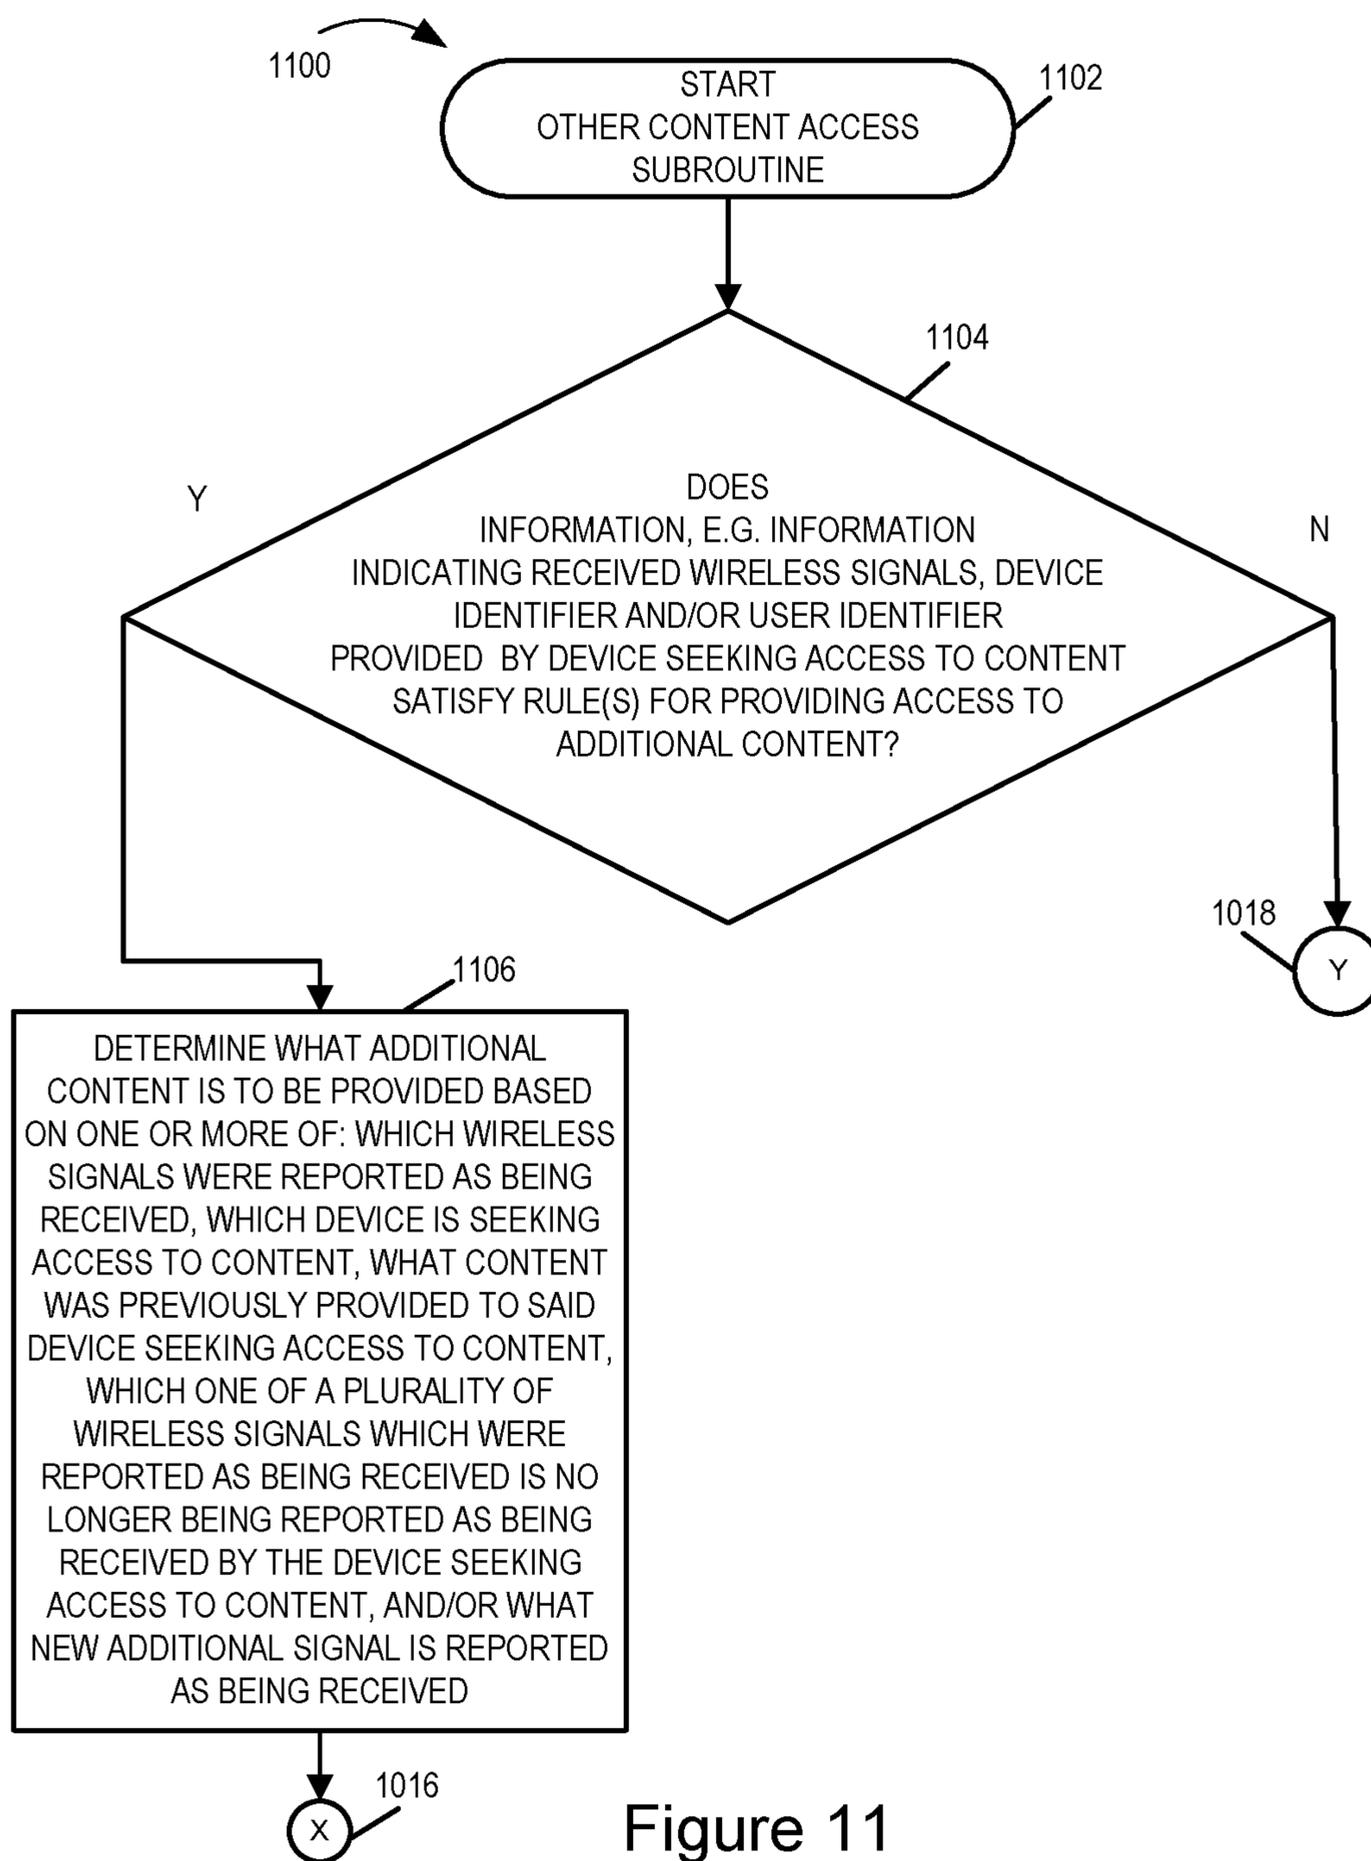 1100
START
OTHER CONTENT ACCESS
SUBROUTINE
1102
1104
Y
N
DOES
INFORMATION, E.G. INFORMATION
INDICATING RECEIVED WIRELESS SIGNALS, DEVICE
IDENTIFIER AND/OR USER IDENTIFIER
PROVIDED BY DEVICE SEEKING ACCESS TO CONTENT
SATISFY RULE(S) FOR PROVIDING ACCESS TO
ADDITIONAL CONTENT?
1018
Y
1106
DETERMINE WHAT ADDITIONAL
CONTENT IS TO BE PROVIDED BASED
ON ONE OR MORE OF: WHICH WIRELESS
SIGNALS WERE REPORTED AS BEING
RECEIVED, WHICH DEVICE IS SEEKING
ACCESS TO CONTENT, WHAT CONTENT
WAS PREVIOUSLY PROVIDED TO SAID
DEVICE SEEKING ACCESS TO CONTENT,
WHICH ONE OF A PLURALITY OF
WIRELESS SIGNALS WHICH WERE
REPORTED AS BEING RECEIVED IS NO
LONGER BEING REPORTED AS BEING
RECEIVED BY THE DEVICE SEEKING
ACCESS TO CONTENT, AND/OR WHAT
NEW ADDITIONAL SIGNAL IS REPORTED
AS BEING RECEIVED
1016
X
Figure 11